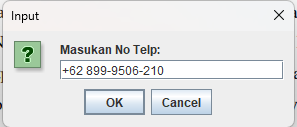 Input
Masukan No Telp:
+62 899-9506-210
OK Cancel